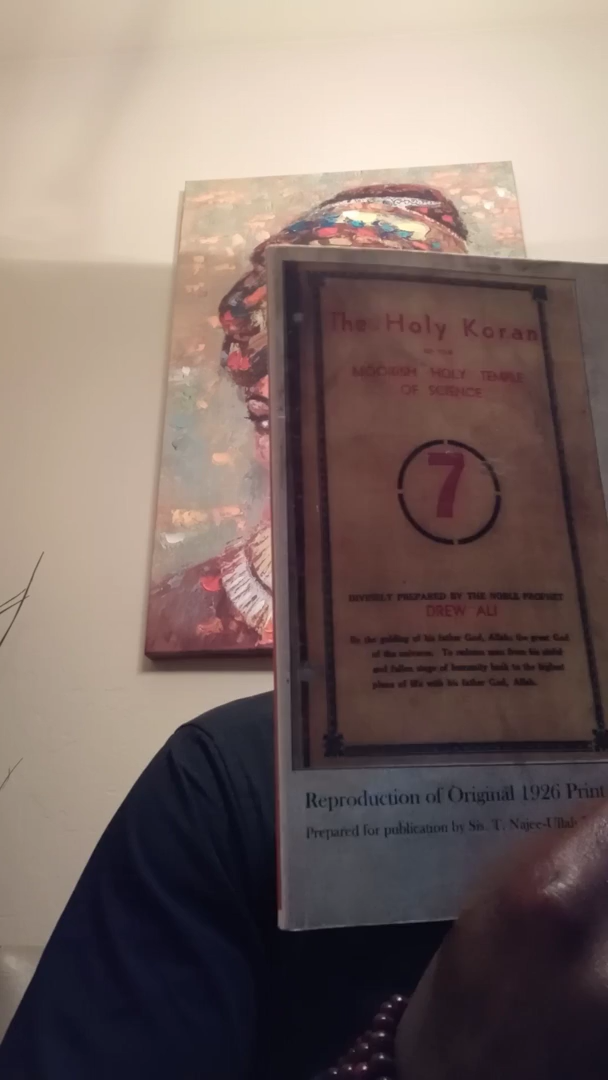 The Holy Koran
OF THE
MOORISH HOLY TEMPLE
OF SCIENCE
7
DIVINELY PREPARED BY THE NOBLE PROPHET
DREW ALI
By the guiding of his father God, Allah; the great God
of the universe. To redeem man from his sinful
and fallen stage of humanity back to the highest
plane of life with his father God, Allah.
Reproduction of Original 1926 Print
Prepared for publication by Sis. T. Najee-Ullah